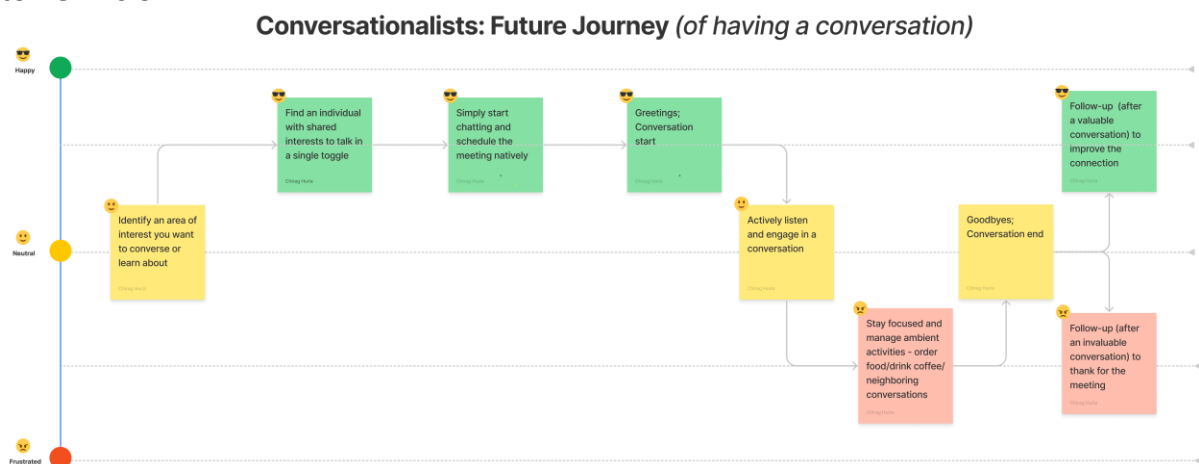 Conversationalists: Future Journey (of having a conversation)
Happy
Find an individual
with shared
interests to talk in
a single toggle
Chirag Hurla
Simply start
chatting and
schedule the
meeting natively
Greetings;
Conversation
start
Follow-up (after
a valuable
conversation) to
improve the
connection
Identify an area of
interest you want
to converse or
learn about
Neutral
Actively listen
and engage in a
conversation
Goodbyes;
Conversation end
Stay focused and
manage ambient
activities - order
food/drink coffee/
neighboring
conversations
Follow-up (after
an invaluable
conversation) to
thank for the
meeting
Frustrated